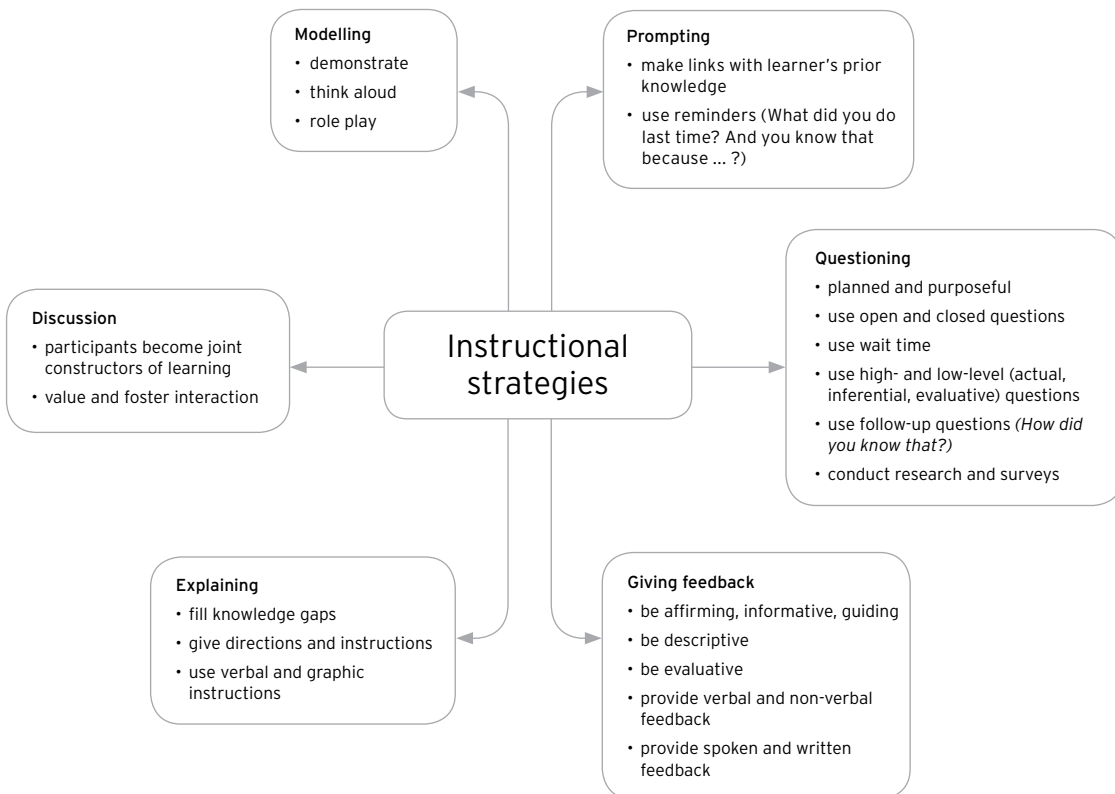 Modelling
• demonstrate
• think aloud
• role play
Prompting
• make links with learner's prior
knowledge
• use reminders (What did you do
last time? And you know that
because ... ?)
Questioning
• planned and purposeful
• use open and closed questions
• use wait time
• use high- and low-level (actual,
inferential, evaluative) questions
• use follow-up questions (How did
you know that?)
• conduct research and surveys
Discussion
• participants become joint
constructors of learning
• value and foster interaction
Instructional
strategies
Explaining
• fill knowledge gaps
• give directions and instructions
• use verbal and graphic
instructions
Giving feedback
• be affirming, informative, guiding
• be descriptive
• be evaluative
• provide verbal and non-verbal
feedback
• provide spoken and written
feedback